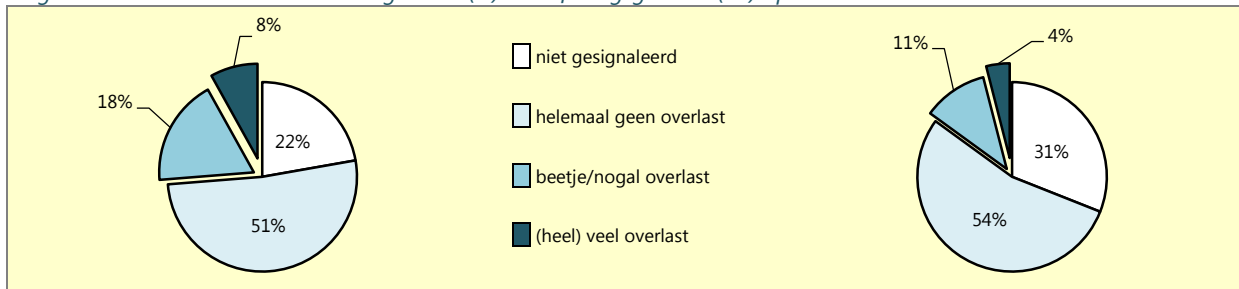 8%
18%
22%
51%
niet gesignaleerd
helemaal geen overlast
beetje/nogal overlast
(heel) veel overlast
4%
11%
31%
54%